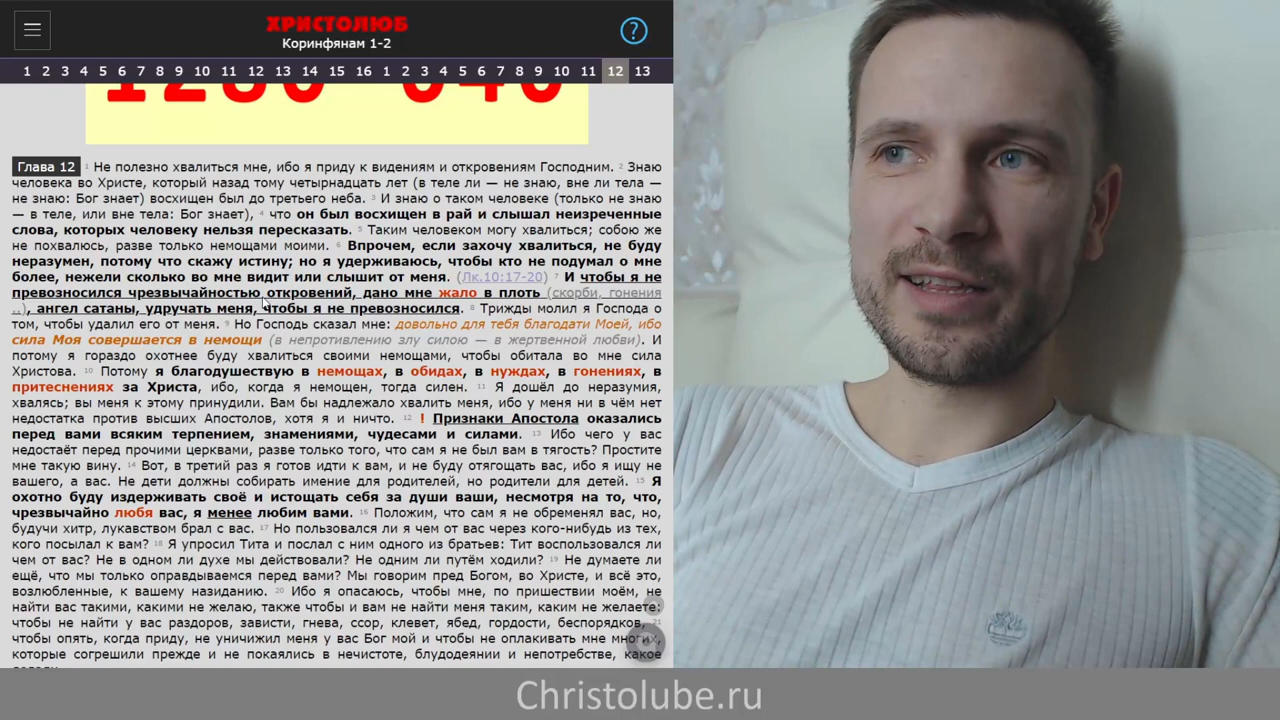 ХРИСТОЛЮБ
Коринфянам 1-2
1 2 3 4 5 6 7 8 9 10 11 12 13 14 15 16 1 2 3 4 5 6 7 8 9 10 11 12 13
Глава 12 1 Не полезно хвалиться мне, ибо я приду к видениям и откровениям Господним. 2 Знаю
человека во Христе, который назад тому четырнадцать лет (в теле ли — не знаю, вне ли тела —
не знаю: Бог знает) восхищен был до третьего неба. 3 И знаю о таком человеке (только не знаю
— в теле, или вне тела: Бог знает), 4 что он был восхищен в рай и слышал неизреченные
слова, которых человеку нельзя пересказать. 5 Таким человеком могу хвалиться; собою же
не похвалюсь, разве только немощами моими. 6 Впрочем, если захочу хвалиться, не буду
неразумен, потому что скажу истину; но я удерживаюсь, чтобы кто не подумал о мне
более, нежели сколько во мне видит или слышит от меня. (Лк.10:17-20) 7 И чтобы я не
превозносился чрезвычайностью откровений, дано мне жало в плоть (скорби, гонения
..), ангел сатаны, удручать меня, чтобы я не превозносился. 8 Трижды молил я Господа о
том, чтобы удалил его от меня. 9 Но Господь сказал мне: довольно для тебя благодати Моей, ибо
сила Моя совершается в немощи (в непротивлению злу силою — в жертвенной любви). И
потому я гораздо охотнее буду хвалиться своими немощами, чтобы обитала во мне сила
Христова. 10 Потому я благодушествую в немощах, в обидах, в нуждах, в гонениях, в
притеснениях за Христа, ибо, когда я немощен, тогда силен. 11 Я дошёл до неразумия,
хвалясь; вы меня к этому принудили. Вам бы надлежало хвалить меня, ибо у меня ни в чём нет
недостатка против высших Апостолов, хотя я и ничто. 12 ! Признаки Апостола оказались
перед вами всяким терпением, знамениями, чудесами и силами. 13 Ибо чего у вас
недостаёт перед прочими церквами, разве только того, что сам я не был вам в тягость? Простите
мне такую вину. 14 Вот, в третий раз я готов идти к вам, и не буду отягощать вас, ибо я ищу не
вашего, а вас. Не дети должны собирать имение для родителей, но родители для детей. 15 Я
охотно буду издерживать своё и истощать себя за души ваши, несмотря на то, что,
чрезвычайно любя вас, я менее любим вами. 16 Положим, что сам я не обременял вас, но,
будучи хитр, лукавством брал с вас. 17 Но пользовался ли я чем от вас через кого-нибудь из тех,
кого посылал к вам? 18 Я упросил Тита и послал с ним одного из братьев: Тит воспользовался ли
чем от вас? Не в одном ли духе мы действовали? Не одним ли путём ходили? 19 Не думаете ли
ещё, что мы только оправдываемся перед вами? Мы говорим пред Богом, во Христе, и всё это,
возлюбленные, к вашему назиданию. 20 Ибо я опасаюсь, чтобы мне, по пришествии моём, не
найти вас такими, какими не желаю, также чтобы и вам не найти меня таким, каким не желаете:
чтобы не найти у вас раздоров, зависти, гнева, ссор, клевет, ябед, гордости, беспорядков, 21
чтобы опять, когда приду, не уничижил меня у вас Бог мой и чтобы не оплакивать мне многих,
которые согрешили прежде и не покаялись в нечистоте, блудодеянии и непотребстве, какое
Christolube.ru